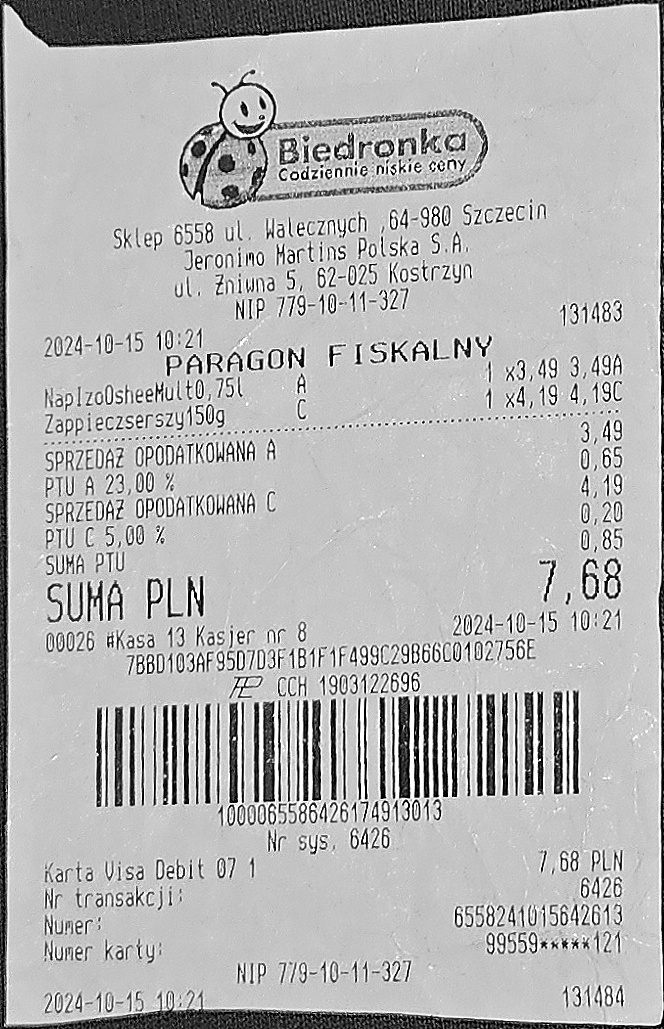 Biedronka
Codziennie niskie ceny
Sklep 6558 ul. Walecznych ,64-980 Szczecin
Jeronimo Martins Polska S.A.
ul. Żniwna 5, 62-025 Kostrzyn
NIP 779-10-11-327
2024-10-15 10:21 131483
PARAGON FISKALNY
NapIzoOsheeMult0,75l A 1 x3,49 3,49A
Zappieczserszy150g C 1 x4,19 4,19C
SPRZEDAŻ OPODATKOWANA A 3,49
PTU A 23,00 % 0,65
SPRZEDAŻ OPODATKOWANA C 4,19
PTU C 5,00 % 0,20
SUMA PTU 0,85
SUMA PLN 7,68
00026 #Kasa 13 Kasjer nr 8 2024-10-15 10:21
7BBD103AF95D7D3F1B1F1F499C29B66C0102756E
CCH 1903122696
1000065586426174913013
Nr sys. 6426
Karta Visa Debit 07 1 7,68 PLN
Nr transakcji: 6426
Numer: 6558241015642613
Numer karty: 99559*****121
NIP 779-10-11-327
2024-10-15 10:21 131484